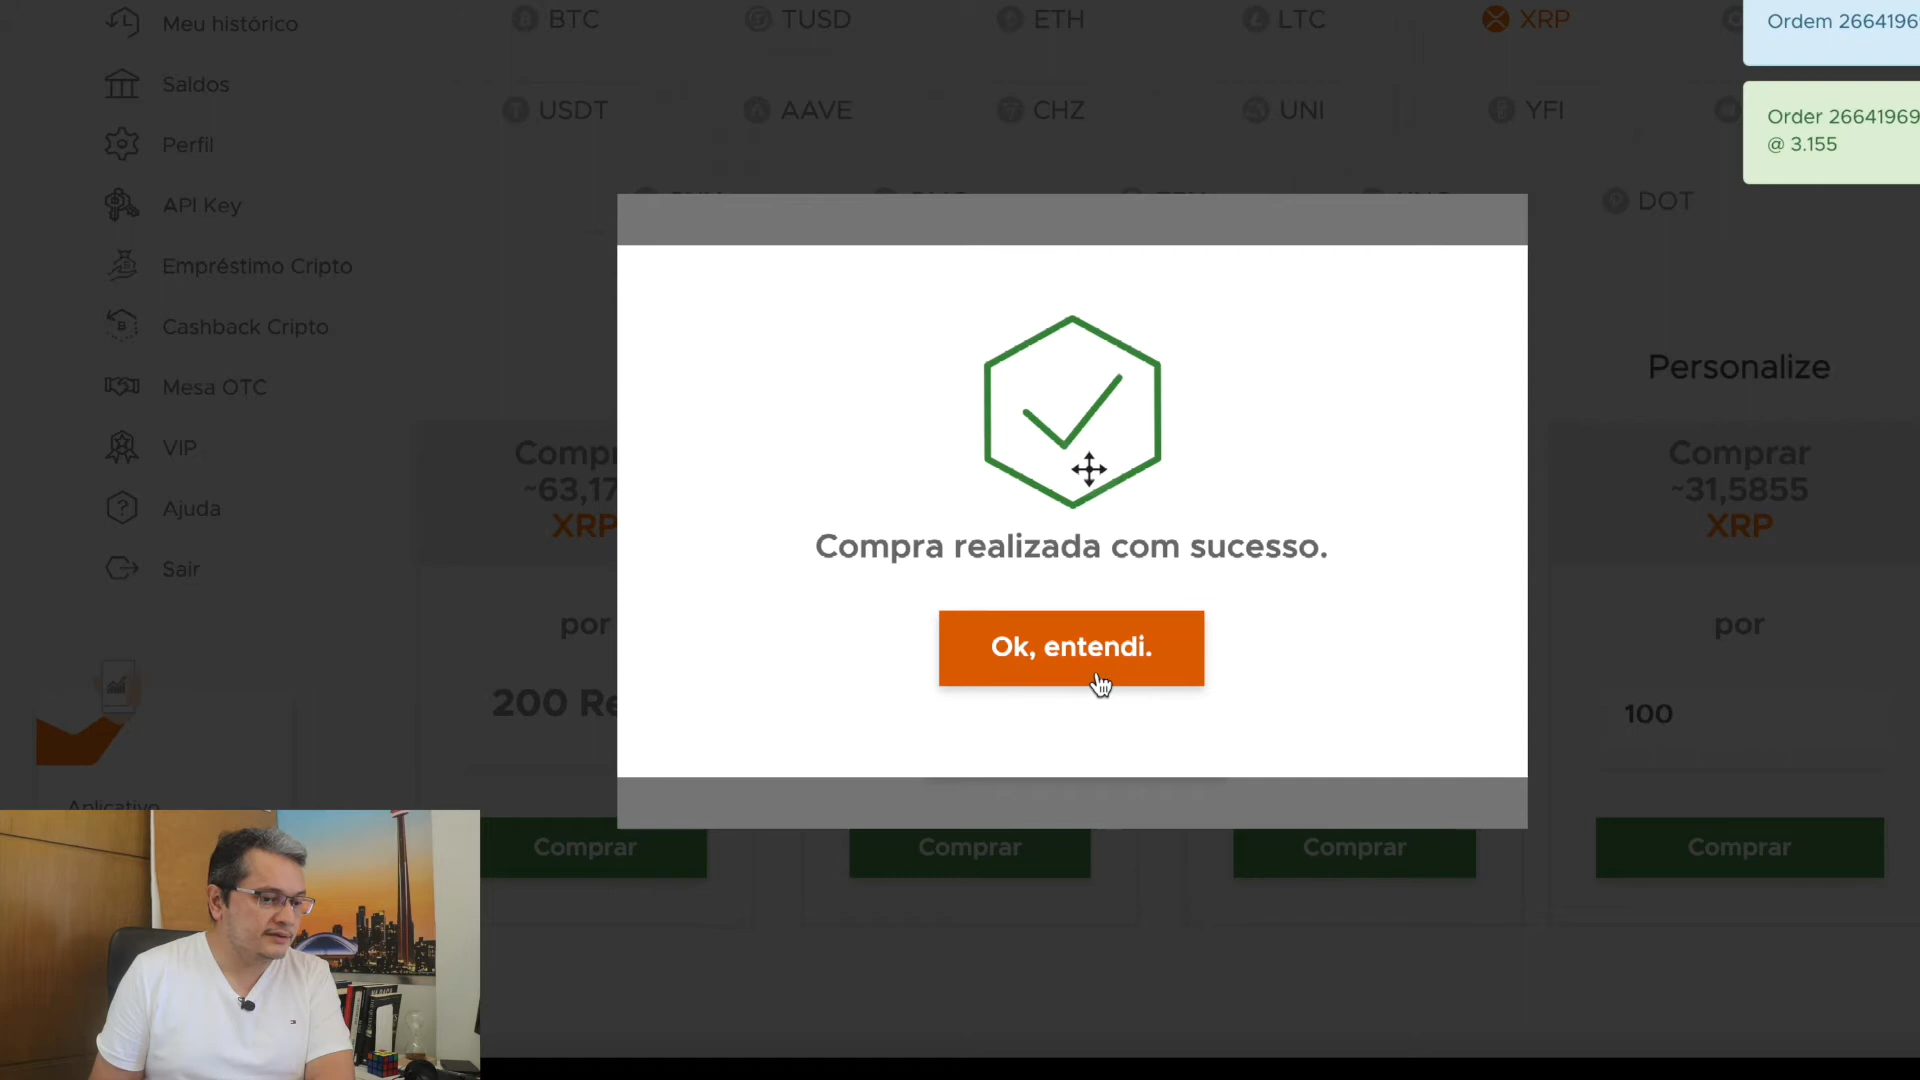 Meu histórico
Saldos
Perfil
API Key
Empréstimo Cripto
Cashback Cripto
Mesa OTC
VIP
Ajuda
Sair
BTC TUSD ETH LTC XRP
USDT AAVE CHZ UNI YFI
DOT
Ordem 2664196
Order 26641969
@ 3.155
Personalize
Compr
~63,17
XRP
por
200 Re
Comprar
~31,5855
XRP
por
100
Compra realizada com sucesso.
Ok, entendi.
Comprar Comprar Comprar Comprar
Aplicativo